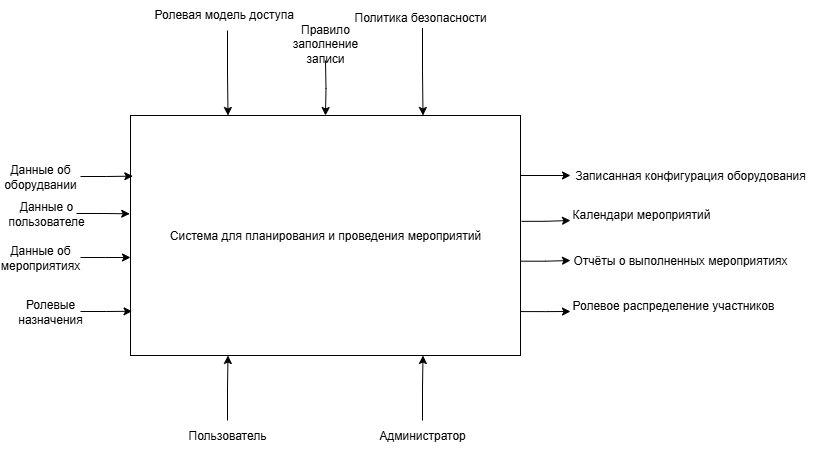 Ролевая модель доступа
Правило
заполнение
записи
Политика безопасности
Данные об
оборудвании
Данные о
пользователе
Данные об
мероприятиях
Ролевые
назначения
Система для планирования и проведения мероприятий
Записанная конфигурация оборудования
Календари мероприятий
Отчёты о выполненных мероприятиях
Ролевое распределение участников
Пользователь
Администратор